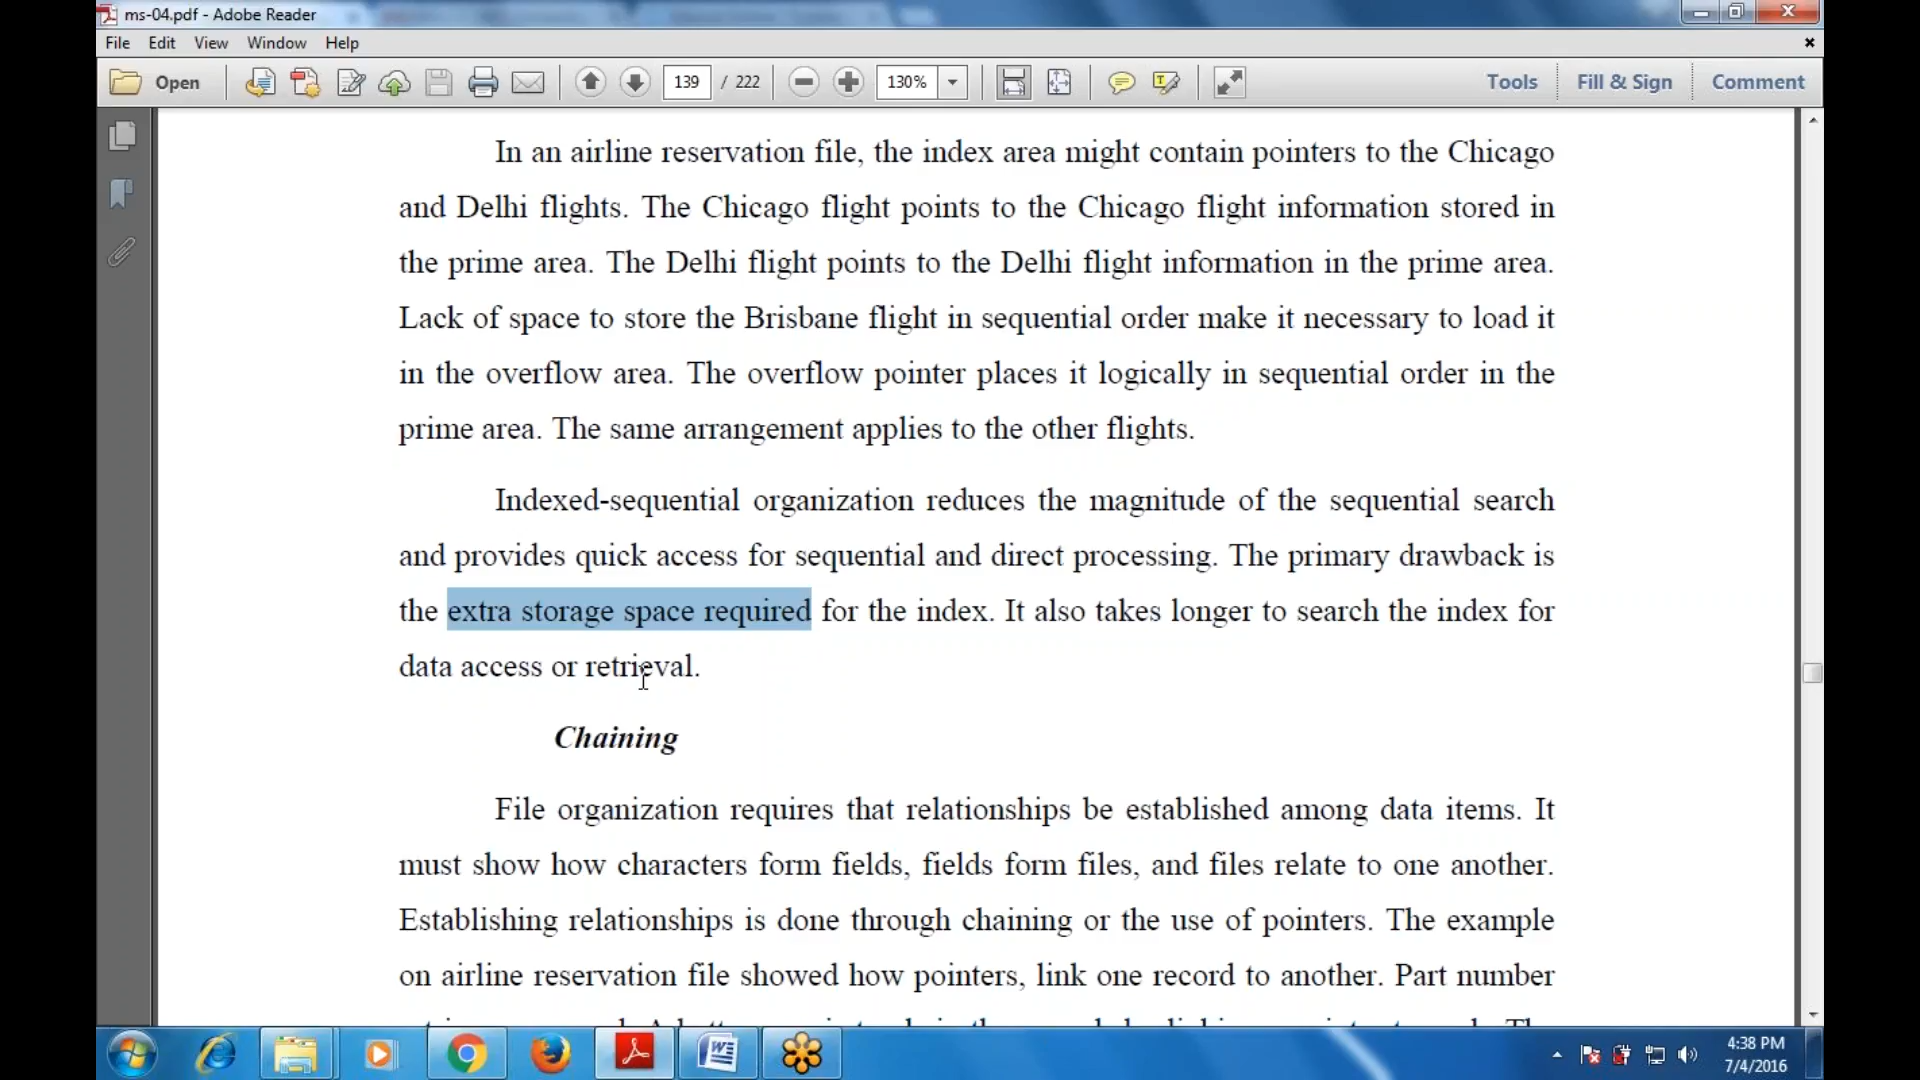 ms-04.pdf - Adobe Reader
File Edit View Window Help
Open 139 / 222 130% Tools Fill & Sign Comment
In an airline reservation file, the index area might contain pointers to the Chicago
and Delhi flights. The Chicago flight points to the Chicago flight information stored in
the prime area. The Delhi flight points to the Delhi flight information in the prime area.
Lack of space to store the Brisbane flight in sequential order make it necessary to load it
in the overflow area. The overflow pointer places it logically in sequential order in the
prime area. The same arrangement applies to the other flights.
Indexed-sequential organization reduces the magnitude of the sequential search
and provides quick access for sequential and direct processing. The primary drawback is
the extra storage space required for the index. It also takes longer to search the index for
data access or retrieval.
Chaining
File organization requires that relationships be established among data items. It
must show how characters form fields, fields form files, and files relate to one another.
Establishing relationships is done through chaining or the use of pointers. The example
on airline reservation file showed how pointers, link one record to another. Part number
4:38 PM
7/4/2016